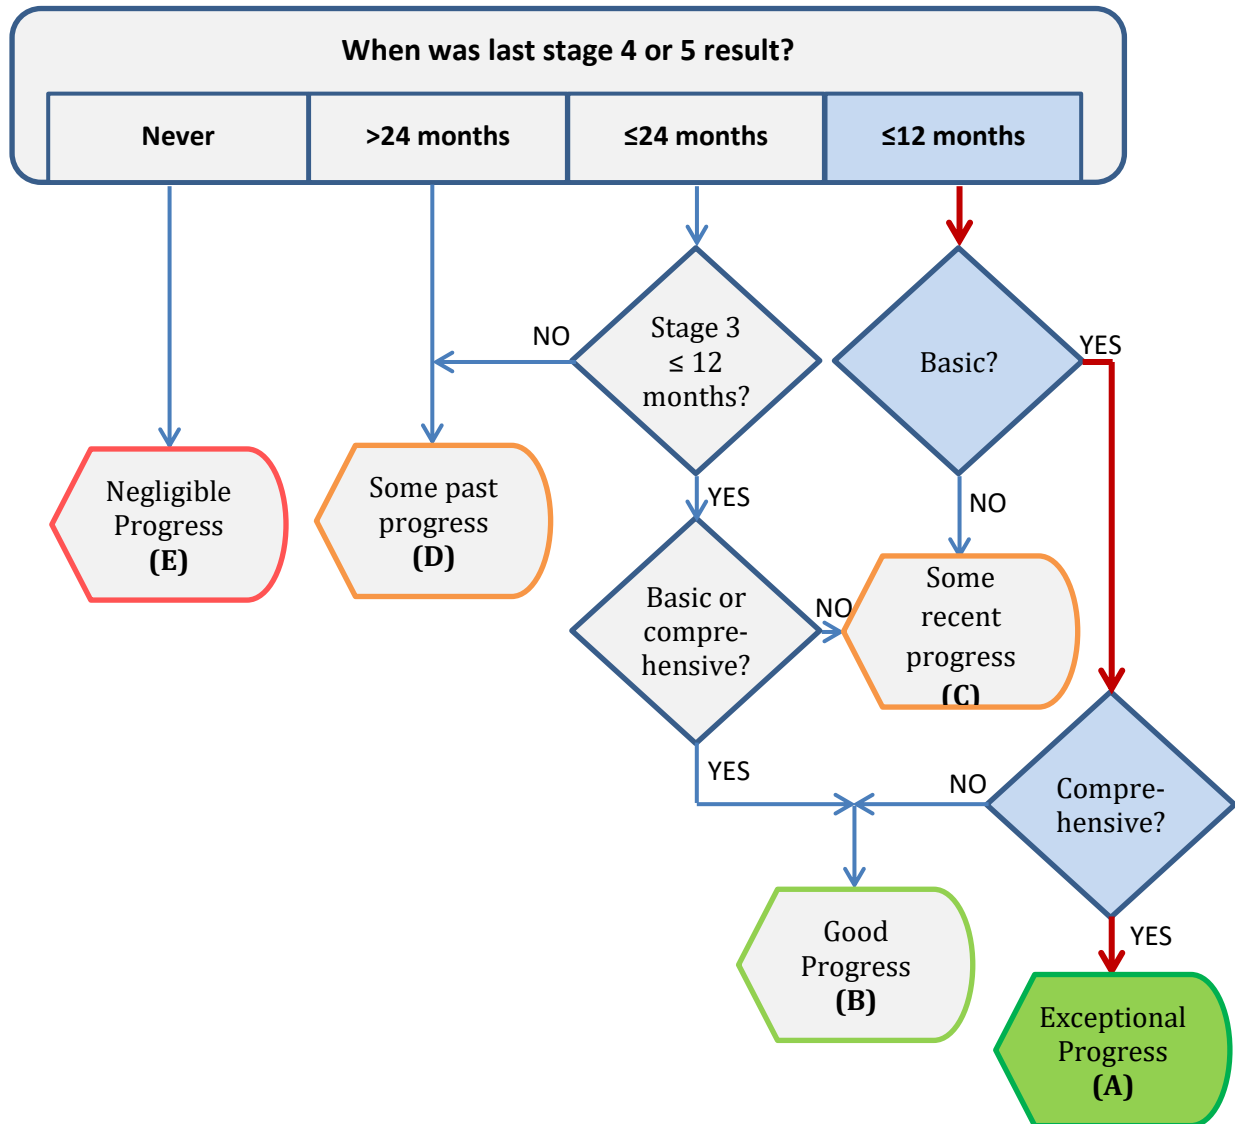 When was last stage 4 or 5 result?
Never
>24 months
≤24 months
≤12 months
NO
Stage 3
≤ 12
months?
Basic?
YES
Negligible
Progress
(E)
Some past
progress
(D)
YES
NO
Basic or
compre-
hensive?
NO
Some
recent
progress
(C)
YES
NO
Compre-
hensive?
Good
Progress
(B)
YES
Exceptional
Progress
(A)